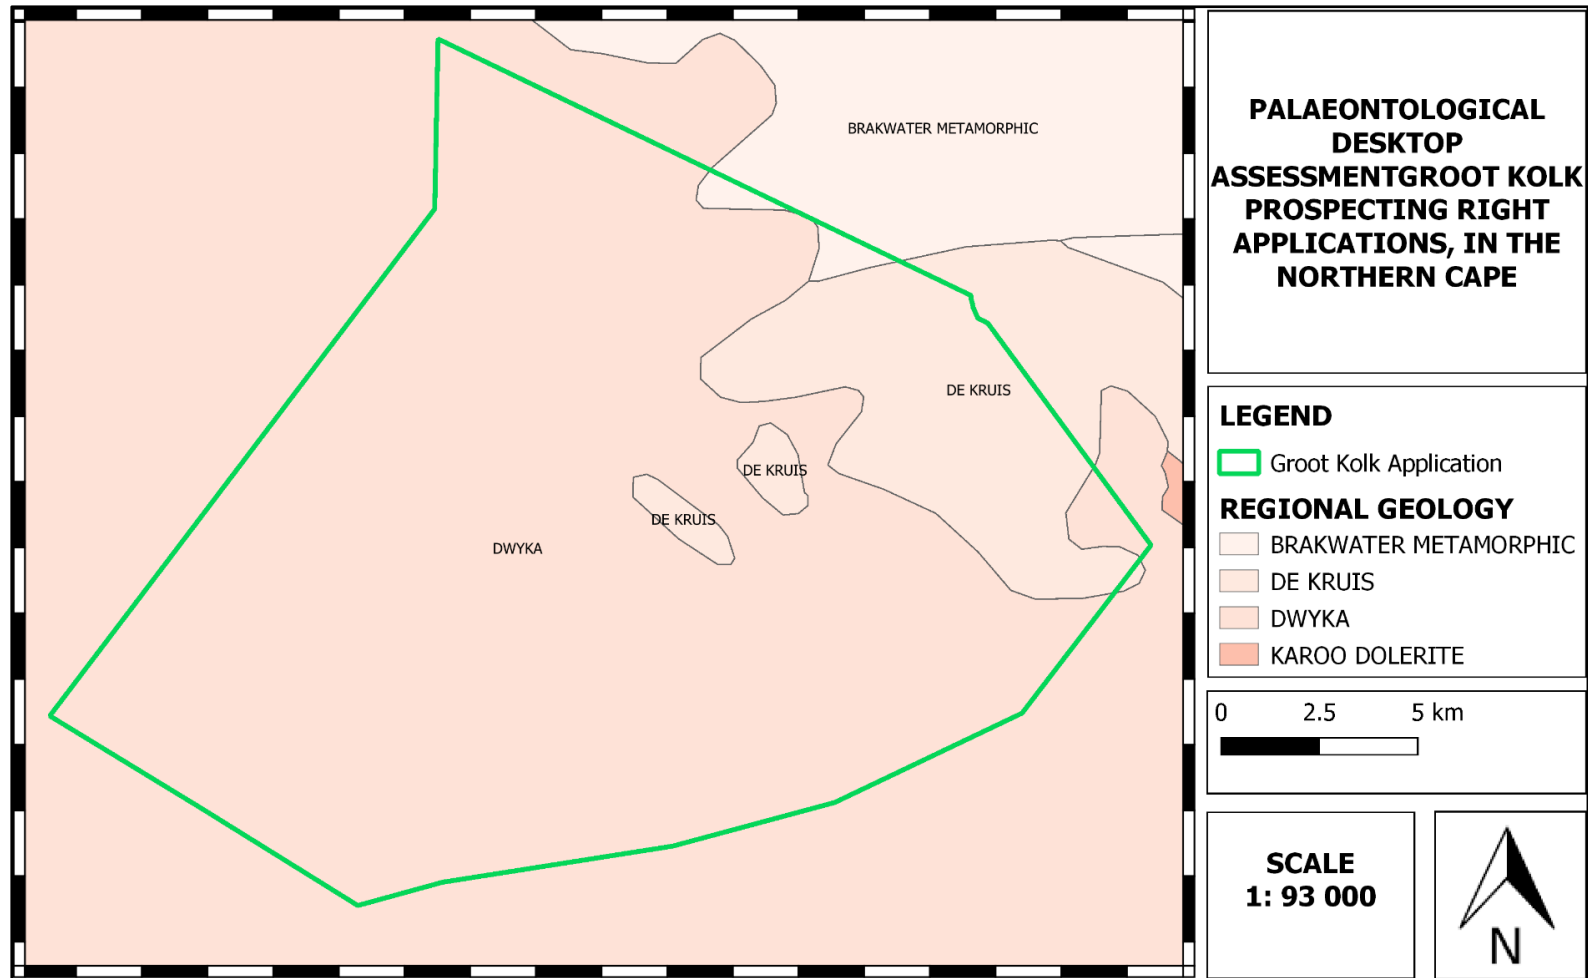 BRAKWATER METAMORPHIC
DE KRUIS
DE KRUIS
DE KRUIS
DWYKA
PALAEONTOLOGICAL
DESKTOP
ASSESSMENTGROOT KOLK
PROSPECTING RIGHT
APPLICATIONS, IN THE
NORTHERN CAPE
LEGEND
Groot Kolk Application
REGIONAL GEOLOGY
BRAKWATER METAMORPHIC
DE KRUIS
DWYKA
KAROO DOLERITE
0 2.5 5 km
SCALE
1: 93 000
N